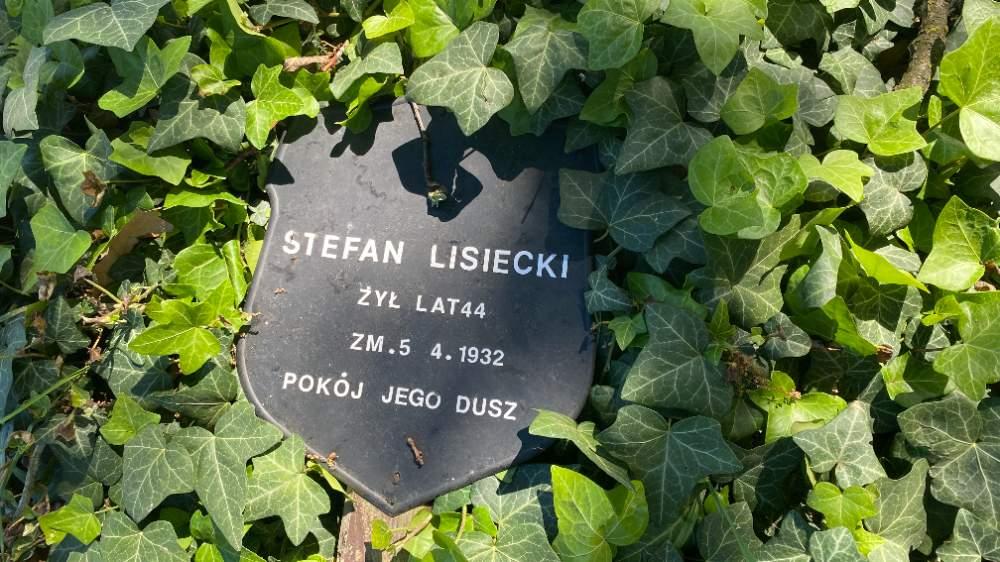 STEFAN LISIECKI
ŻYŁ LAT44
ZM.5 4.1932
POKÓJ JEGO DUSZ